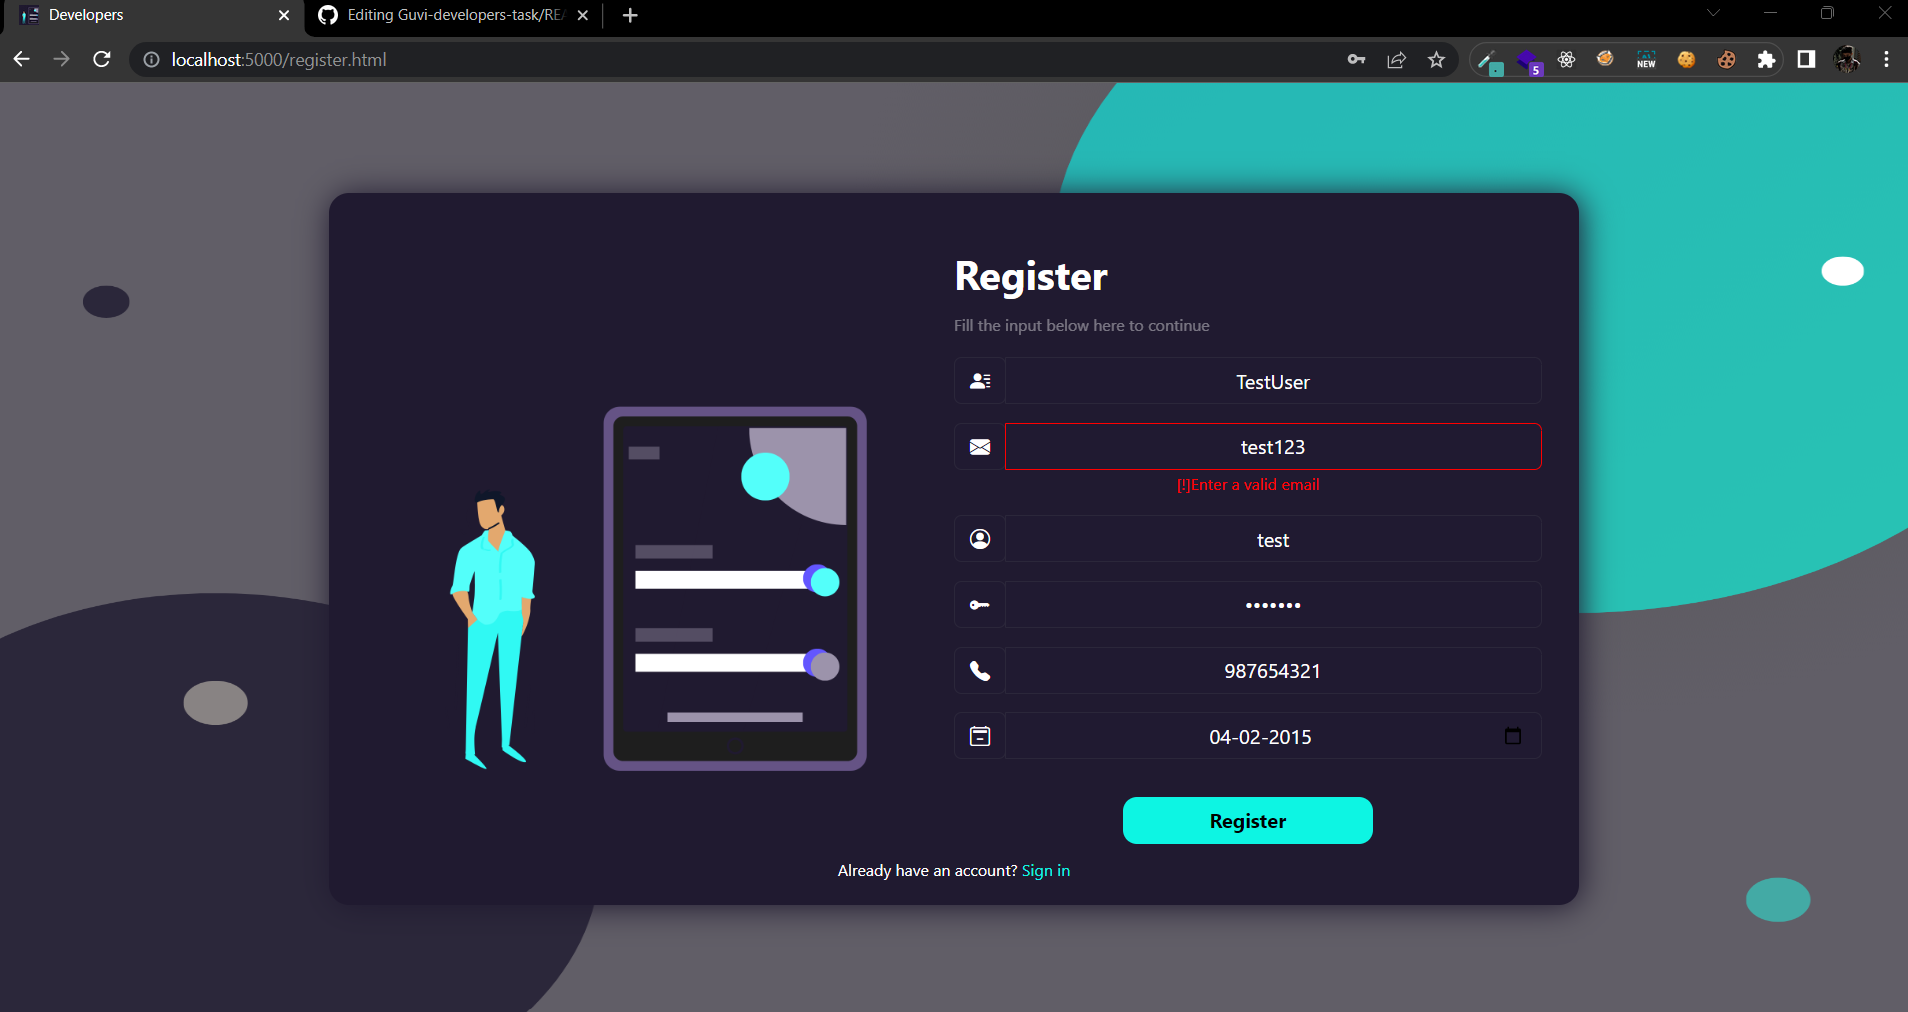 Developers
Editing Guvi-developers-task/REA
localhost:5000/register.html
5
NEW
Register
Fill the input below here to continue
TestUser
test123
[!]Enter a valid email
test
•••••••
987654321
04-02-2015
Register
Already have an account? Sign in